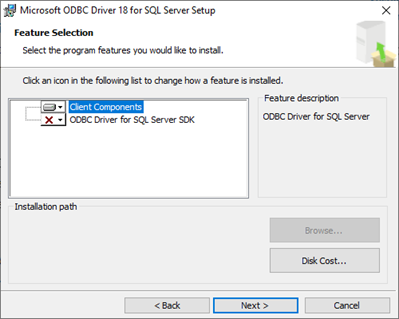 Microsoft ODBC Driver 18 for SQL Server Setup
Feature Selection
Select the program features you would like to install.
Click an icon in the following list to change how a feature is installed.
Client Components
ODBC Driver for SQL Server SDK
Feature description
ODBC Driver for SQL Server
Installation path
Browse...
Disk Cost...
< Back
Next >
Cancel